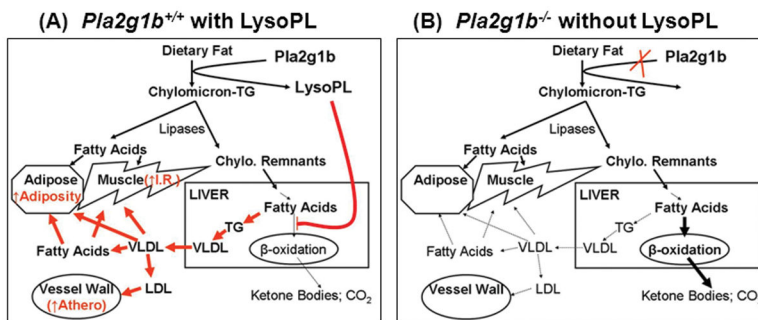 (A) Pla2g1b+/+ with LysoPL
Dietary Fat
Pla2g1b
LysoPL
Chylomicron-TG
Lipases
Fatty Acids
Chylo. Remnants
Adipose
↑Adiposity
Muscle(↑I.R.)
LIVER
Fatty Acids
TG
VLDL
β-oxidation
Fatty Acids
VLDL
LDL
Vessel Wall
(↑Athero)
Ketone Bodies; CO2
(B) Pla2g1b-/- without LysoPL
Dietary Fat
Pla2g1b
Chylomicron-TG
Lipases
Fatty Acids
Chylo. Remnants
Adipose
Muscle
LIVER
Fatty Acids
TG
VLDL
β-oxidation
Fatty Acids
VLDL
LDL
Vessel Wall
Ketone Bodies; CO